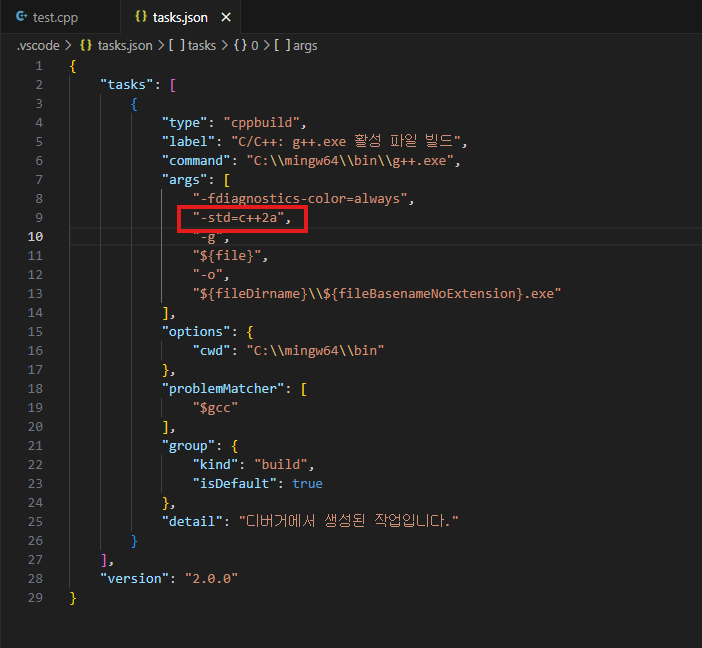 test.cpp
{} tasks.json ×
.vscode > {} tasks.json > [ ] tasks > {} 0 > [ ] args
1 {
2 "tasks": [
3 {
4 "type": "cppbuild",
5 "label": "C/C++: g++.exe 활성 파일 빌드",
6 "command": "C:\\mingw64\\bin\\g++.exe",
7 "args": [
8 "-fdiagnostics-color=always",
9 "-std=c++2a",
10 "-g",
11 "${file}",
12 "-o",
13 "${fileDirname}\\${fileBasenameNoExtension}.exe"
14 ],
15 "options": {
16 "cwd": "C:\\mingw64\\bin"
17 },
18 "problemMatcher": [
19 "$gcc"
20 ],
21 "group": {
22 "kind": "build",
23 "isDefault": true
24 },
25 "detail": "디버거에서 생성된 작업입니다."
26 }
27 ],
28 "version": "2.0.0"
29 }